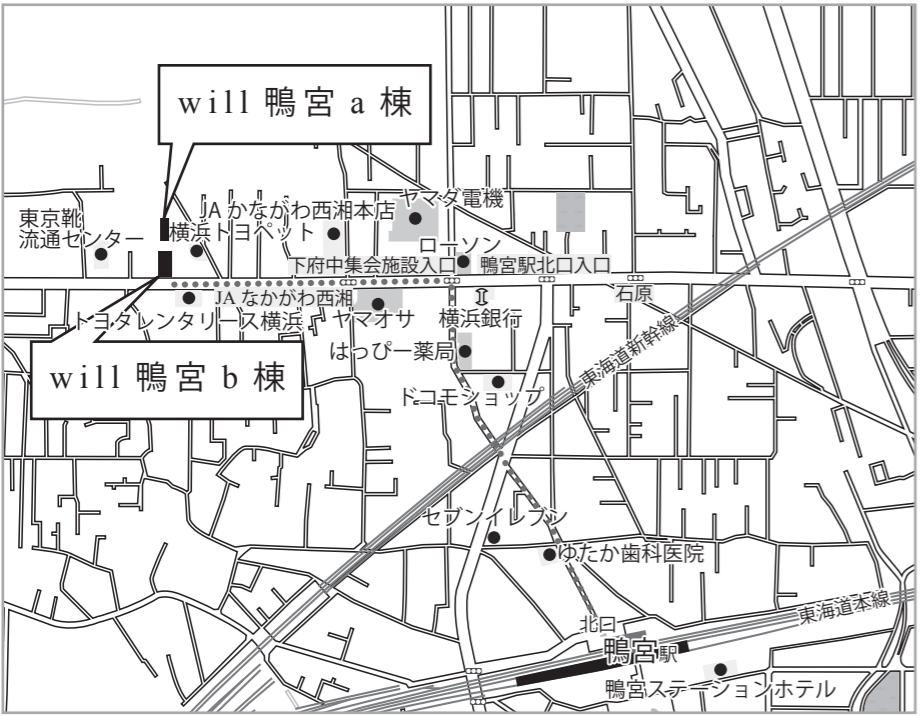 will 鴨宮 a 棟
JA かながわ西湘本店
ヤマダ電機
東京靴
流通センター
横浜トヨペット
ローソン
下府中集会施設入口
鴨宮駅北口入口
石原
JA なかがわ西湘
トヨタレンタリース横浜
ヤマオサ
横浜銀行
はっぴー薬局
東海道新幹線
will 鴨宮 b 棟
ドコモショップ
セブンイレブン
ゆたか歯科医院
東海道本線
北口
鴨宮駅
鴨宮ステーションホテル